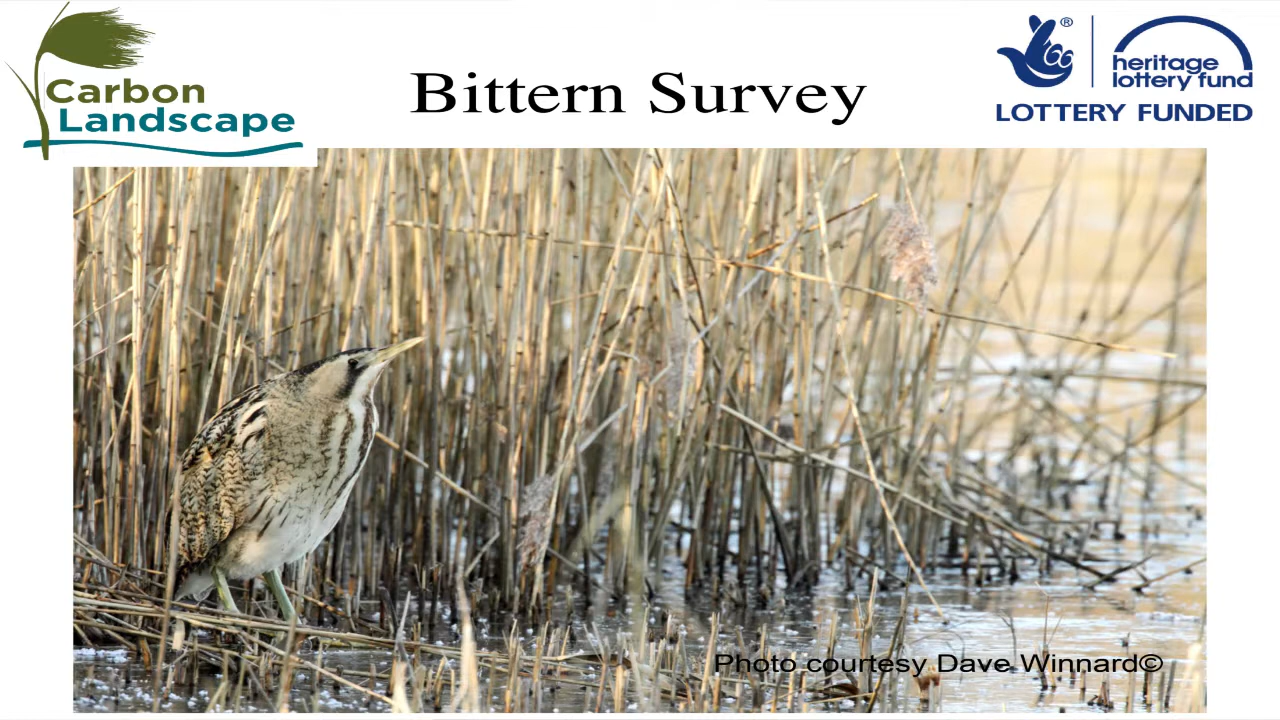 Carbon
Landscape
Bittern Survey
®
heritage
lottery fund
LOTTERY FUNDED
Photo courtesy Dave Winnard©